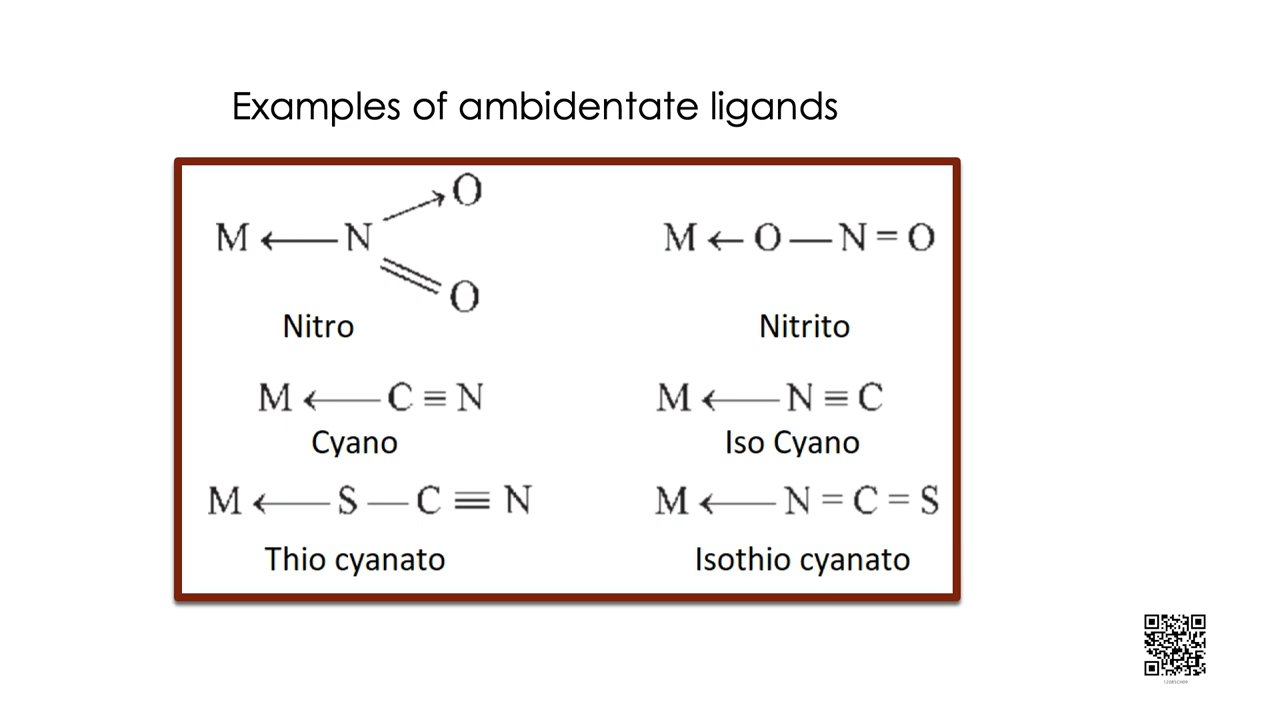 Examples of ambidentate ligands
M ← N → O
═ O
M ← O — N = O
Nitro
Nitrito
M ← C ≡ N
M ← N ≡ C
Cyano
Iso Cyano
M ← S — C ≡ N
M ← N = C = S
Thio cyanato
Isothio cyanato